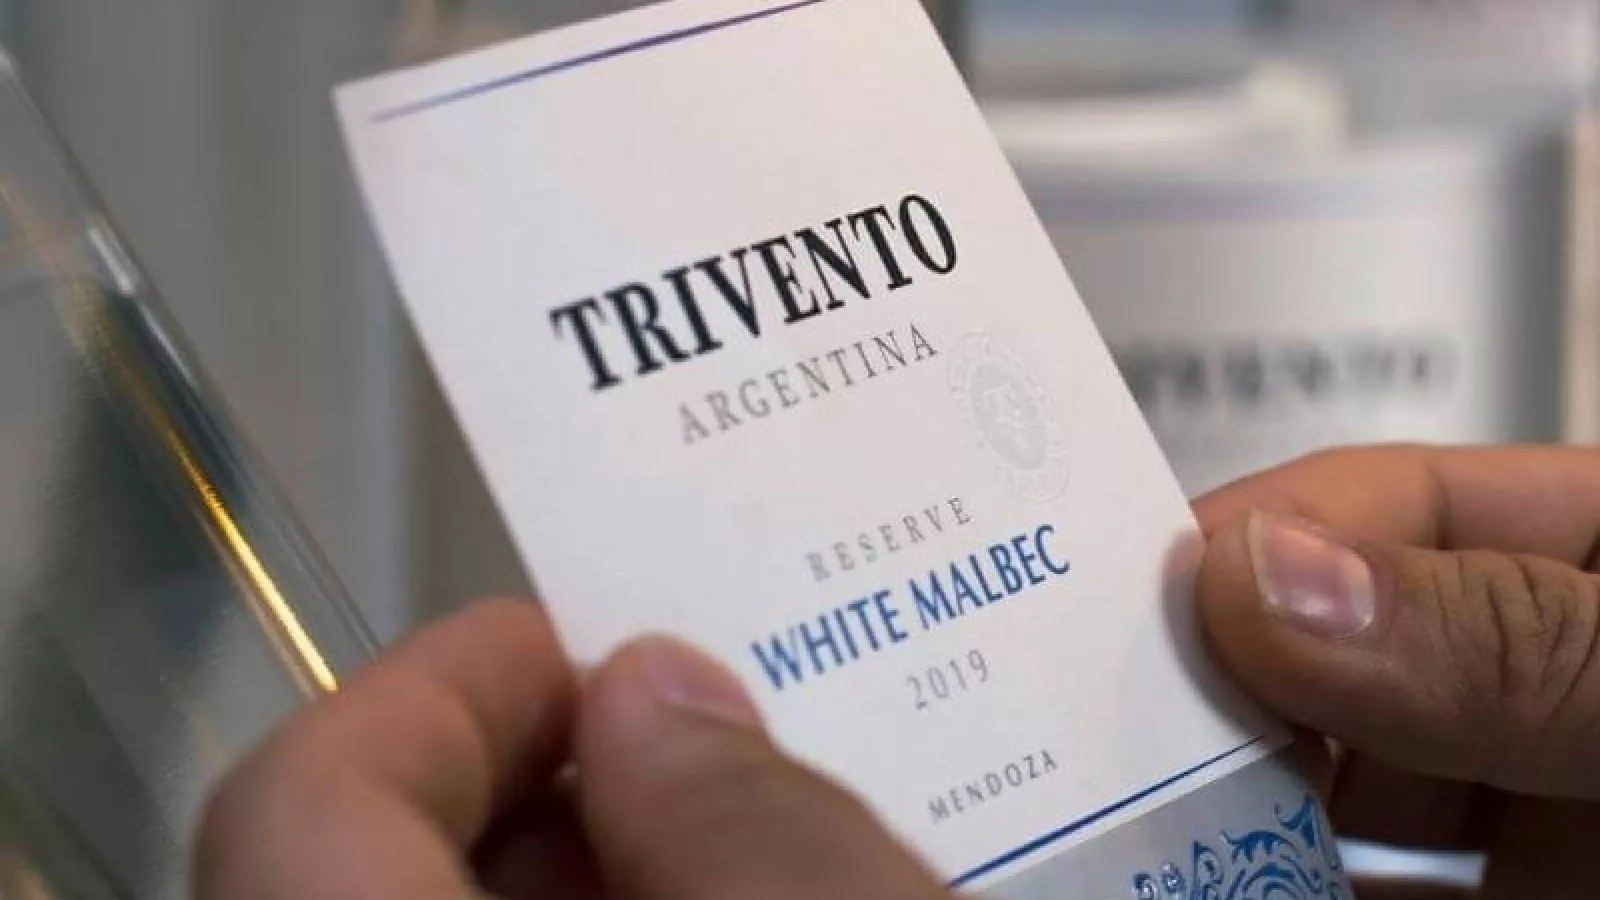 TRIVENTO
ARGENTINA
RESERVE
WHITE MALBEC
2019
MENDOZA